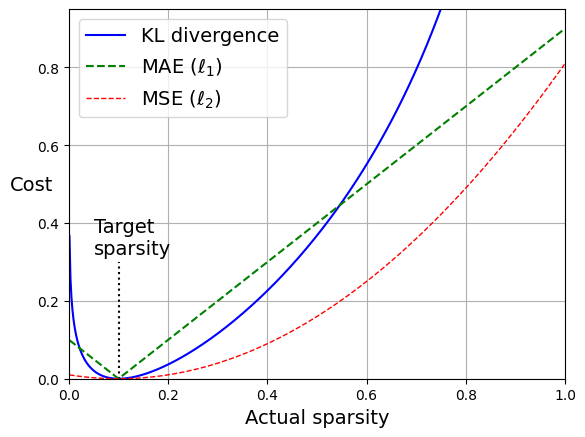 KL divergence
MAE (ℓ₁)
MSE (ℓ₂)
Target
sparsity
Cost
0.8
0.6
0.4
0.2
0.0
0.0 0.2 0.4 0.6 0.8 1.0
Actual sparsity